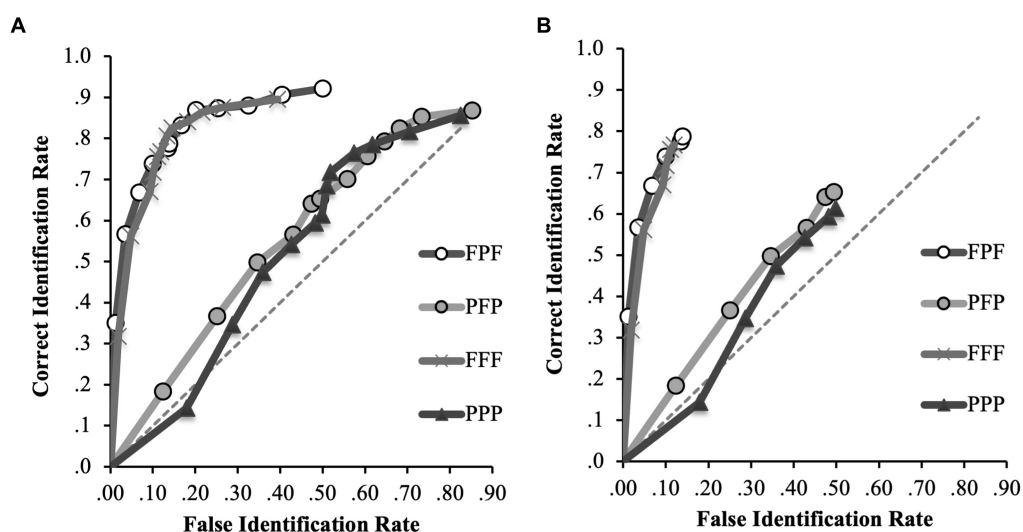 A
1.0
.9
.8
.7
.6
.5
.4
.3
.2
.1
.0
Correct Identification Rate
.00 .10 .20 .30 .40 .50 .60 .70 .80 .90
False Identification Rate
FPF
PFP
FFF
PPP
B
1.0
.9
.8
.7
.6
.5
.4
.3
.2
.1
.0
Correct Identification Rate
.00 .10 .20 .30 .40 .50 .60 .70 .80 .90
False Identification Rate
FPF
PFP
FFF
PPP